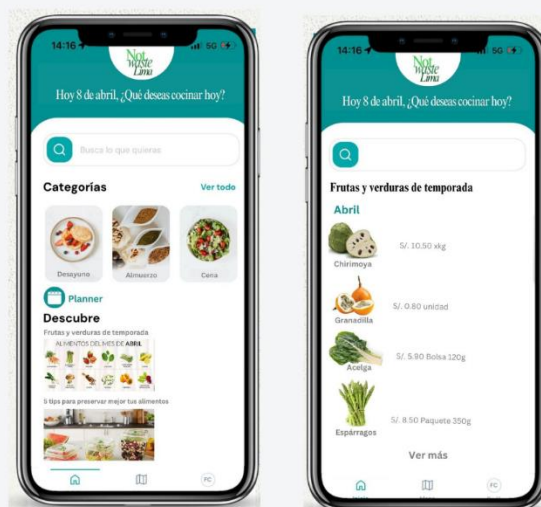 14:16
5G
Not
waste
Lima
Hoy 8 de abril, ¿Qué deseas cocinar hoy?
Busca lo que quieras
Categorías
Ver todo
Desayuno
Almuerzo
Cena
Planner
Descubre
Frutas y verduras de temporada
ALIMENTOS DEL MES DE ABRIL
5 tips para preservar mejor tus alimentos
FC
14:16
5G
Not
waste
Lima
Hoy 8 de abril, ¿Qué deseas cocinar hoy?
Frutas y verduras de temporada
Abril
S/. 10.50 xkg
Chirimoya
S/. 0.80 unidad
Granadilla
S/. 5.90 Bolsa 120g
Acelga
S/. 8.50 Paquete 350g
Espárragos
Ver más
FC